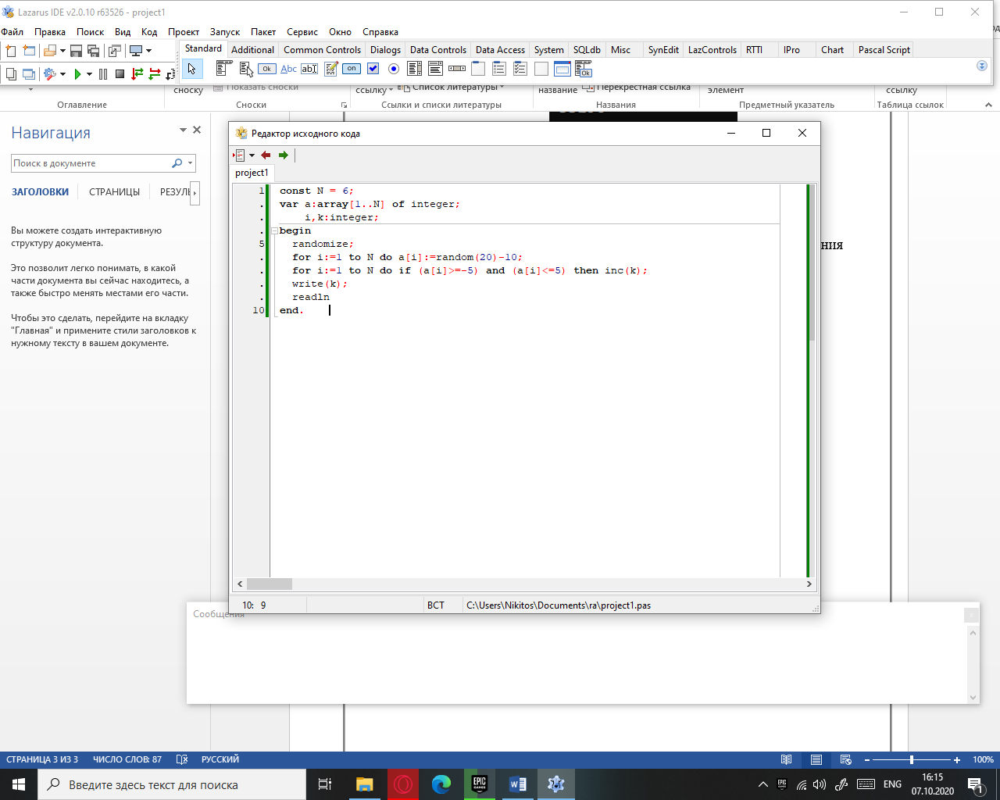 Lazarus IDE v2.0.10 r63526 - project1
Файл Правка Поиск Вид Код Проект Запуск Пакет Сервис Окно Справка
Standard Additional Common Controls Dialogs Data Controls Data Access System SQLdb Misc SynEdit LazControls RTTI IPro Chart Pascal Script
Ok Abc ab on Ok
сноску Показать сноски ссылку Список литературы название Перекрестная ссылка элемент ссылку
Оглавление Сноски Ссылки и списки литературы Названия Предметный указатель Таблица ссылок
Навигация
Поиск в документе
ЗАГОЛОВКИ СТРАНИЦЫ РЕЗУЛЬ
Вы можете создать интерактивную
структуру документа.
Это позволит легко понимать, в какой
части документа вы сейчас находитесь, а
также быстро менять местами его части.
Чтобы это сделать, перейдите на вкладку
"Главная" и примените стили заголовков к
нужному тексту в вашем документе.
Редактор исходного кода
project1
1 const N = 6;
. var a:array[1..N] of integer;
. i,k:integer;
. begin
5 randomize;
. for i:=1 to N do a[i]:=random(20)-10;
. for i:=1 to N do if (a[i]>=-5) and (a[i]<=5) then inc(k);
. write(k);
. readln
10 end.
10: 9 ВСТ C:\Users\Nikitos\Documents\ra\project1.pas
ния
Сообщения
СТРАНИЦА 3 ИЗ 3 ЧИСЛО СЛОВ: 87 РУССКИЙ 100%
Введите здесь текст для поиска
EPIC GAMES
ENG
16:15
07.10.2020
1